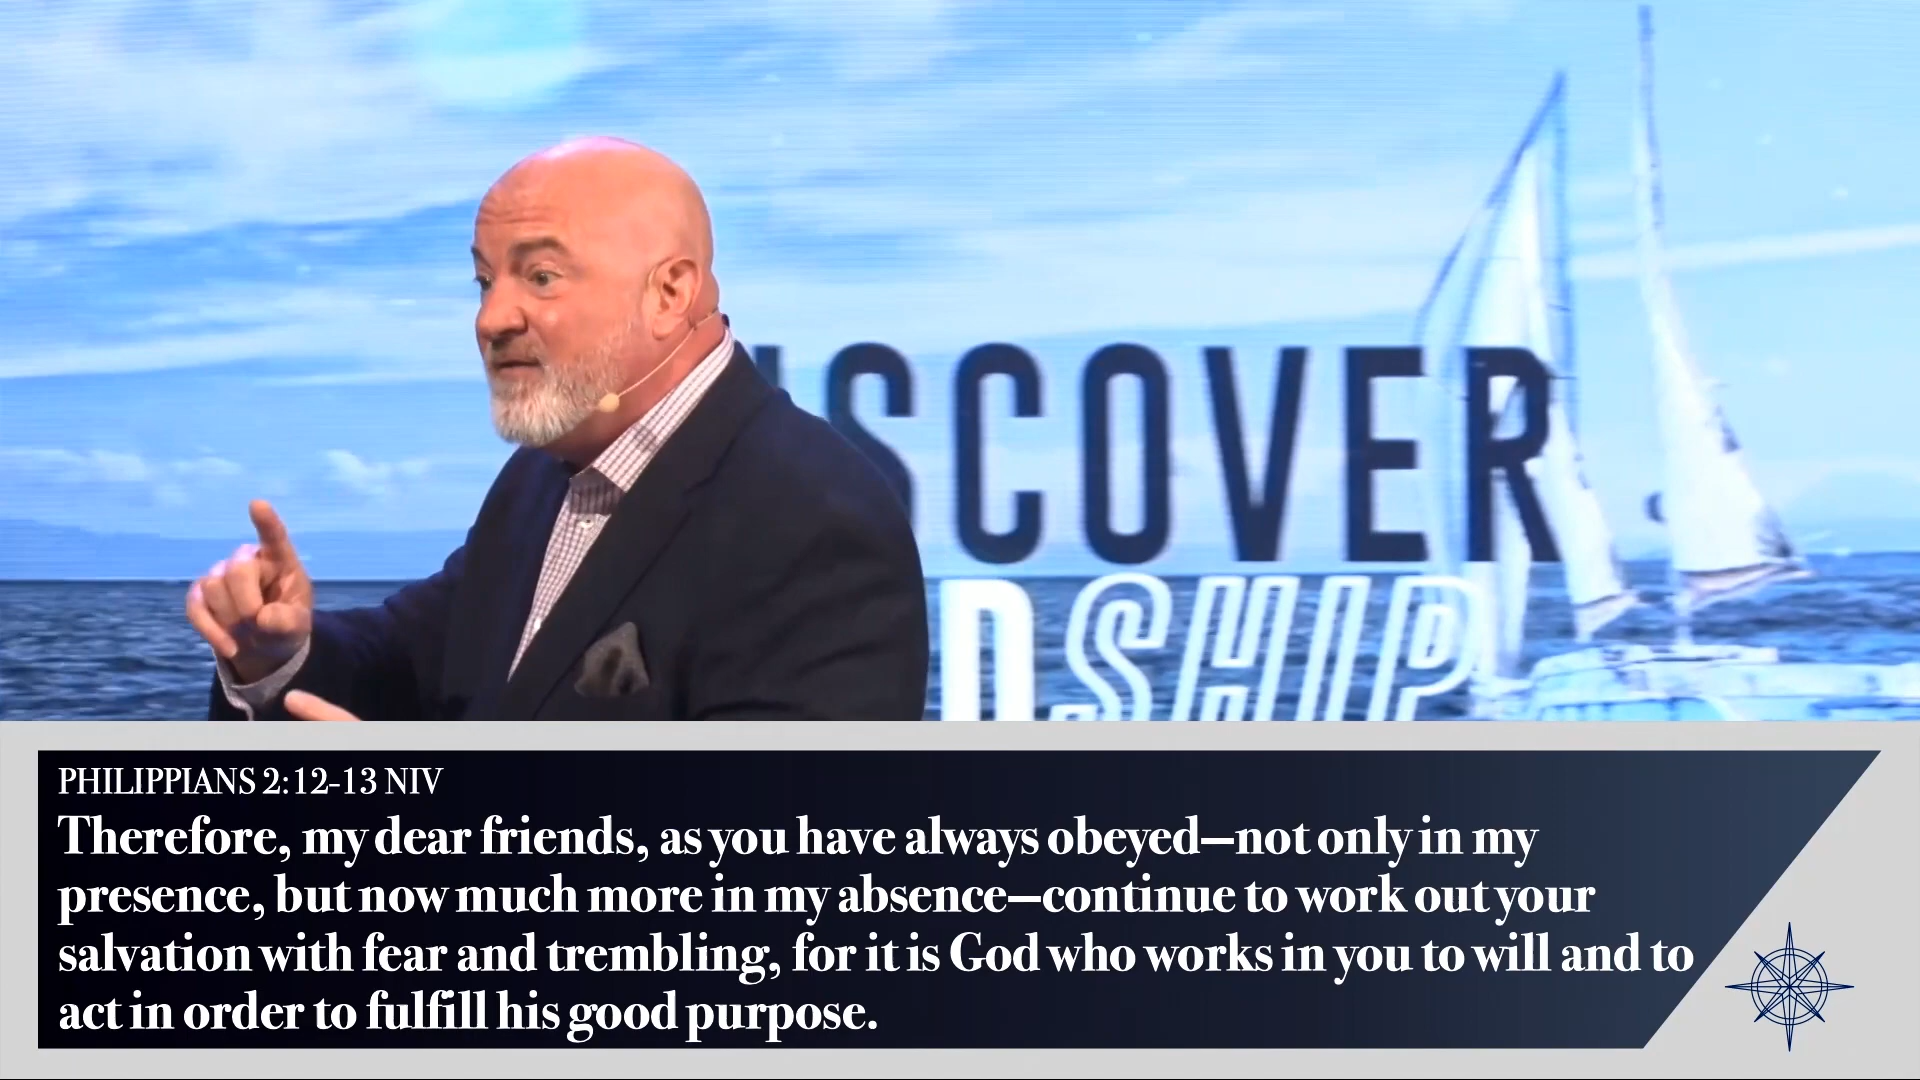 ISCOVER
DSHIP
PHILIPPIANS 2:12-13 NIV
Therefore, my dear friends, as you have always obeyed—not only in my
presence, but now much more in my absence—continue to work out your
salvation with fear and trembling, for it is God who works in you to will and to
act in order to fulfill his good purpose.